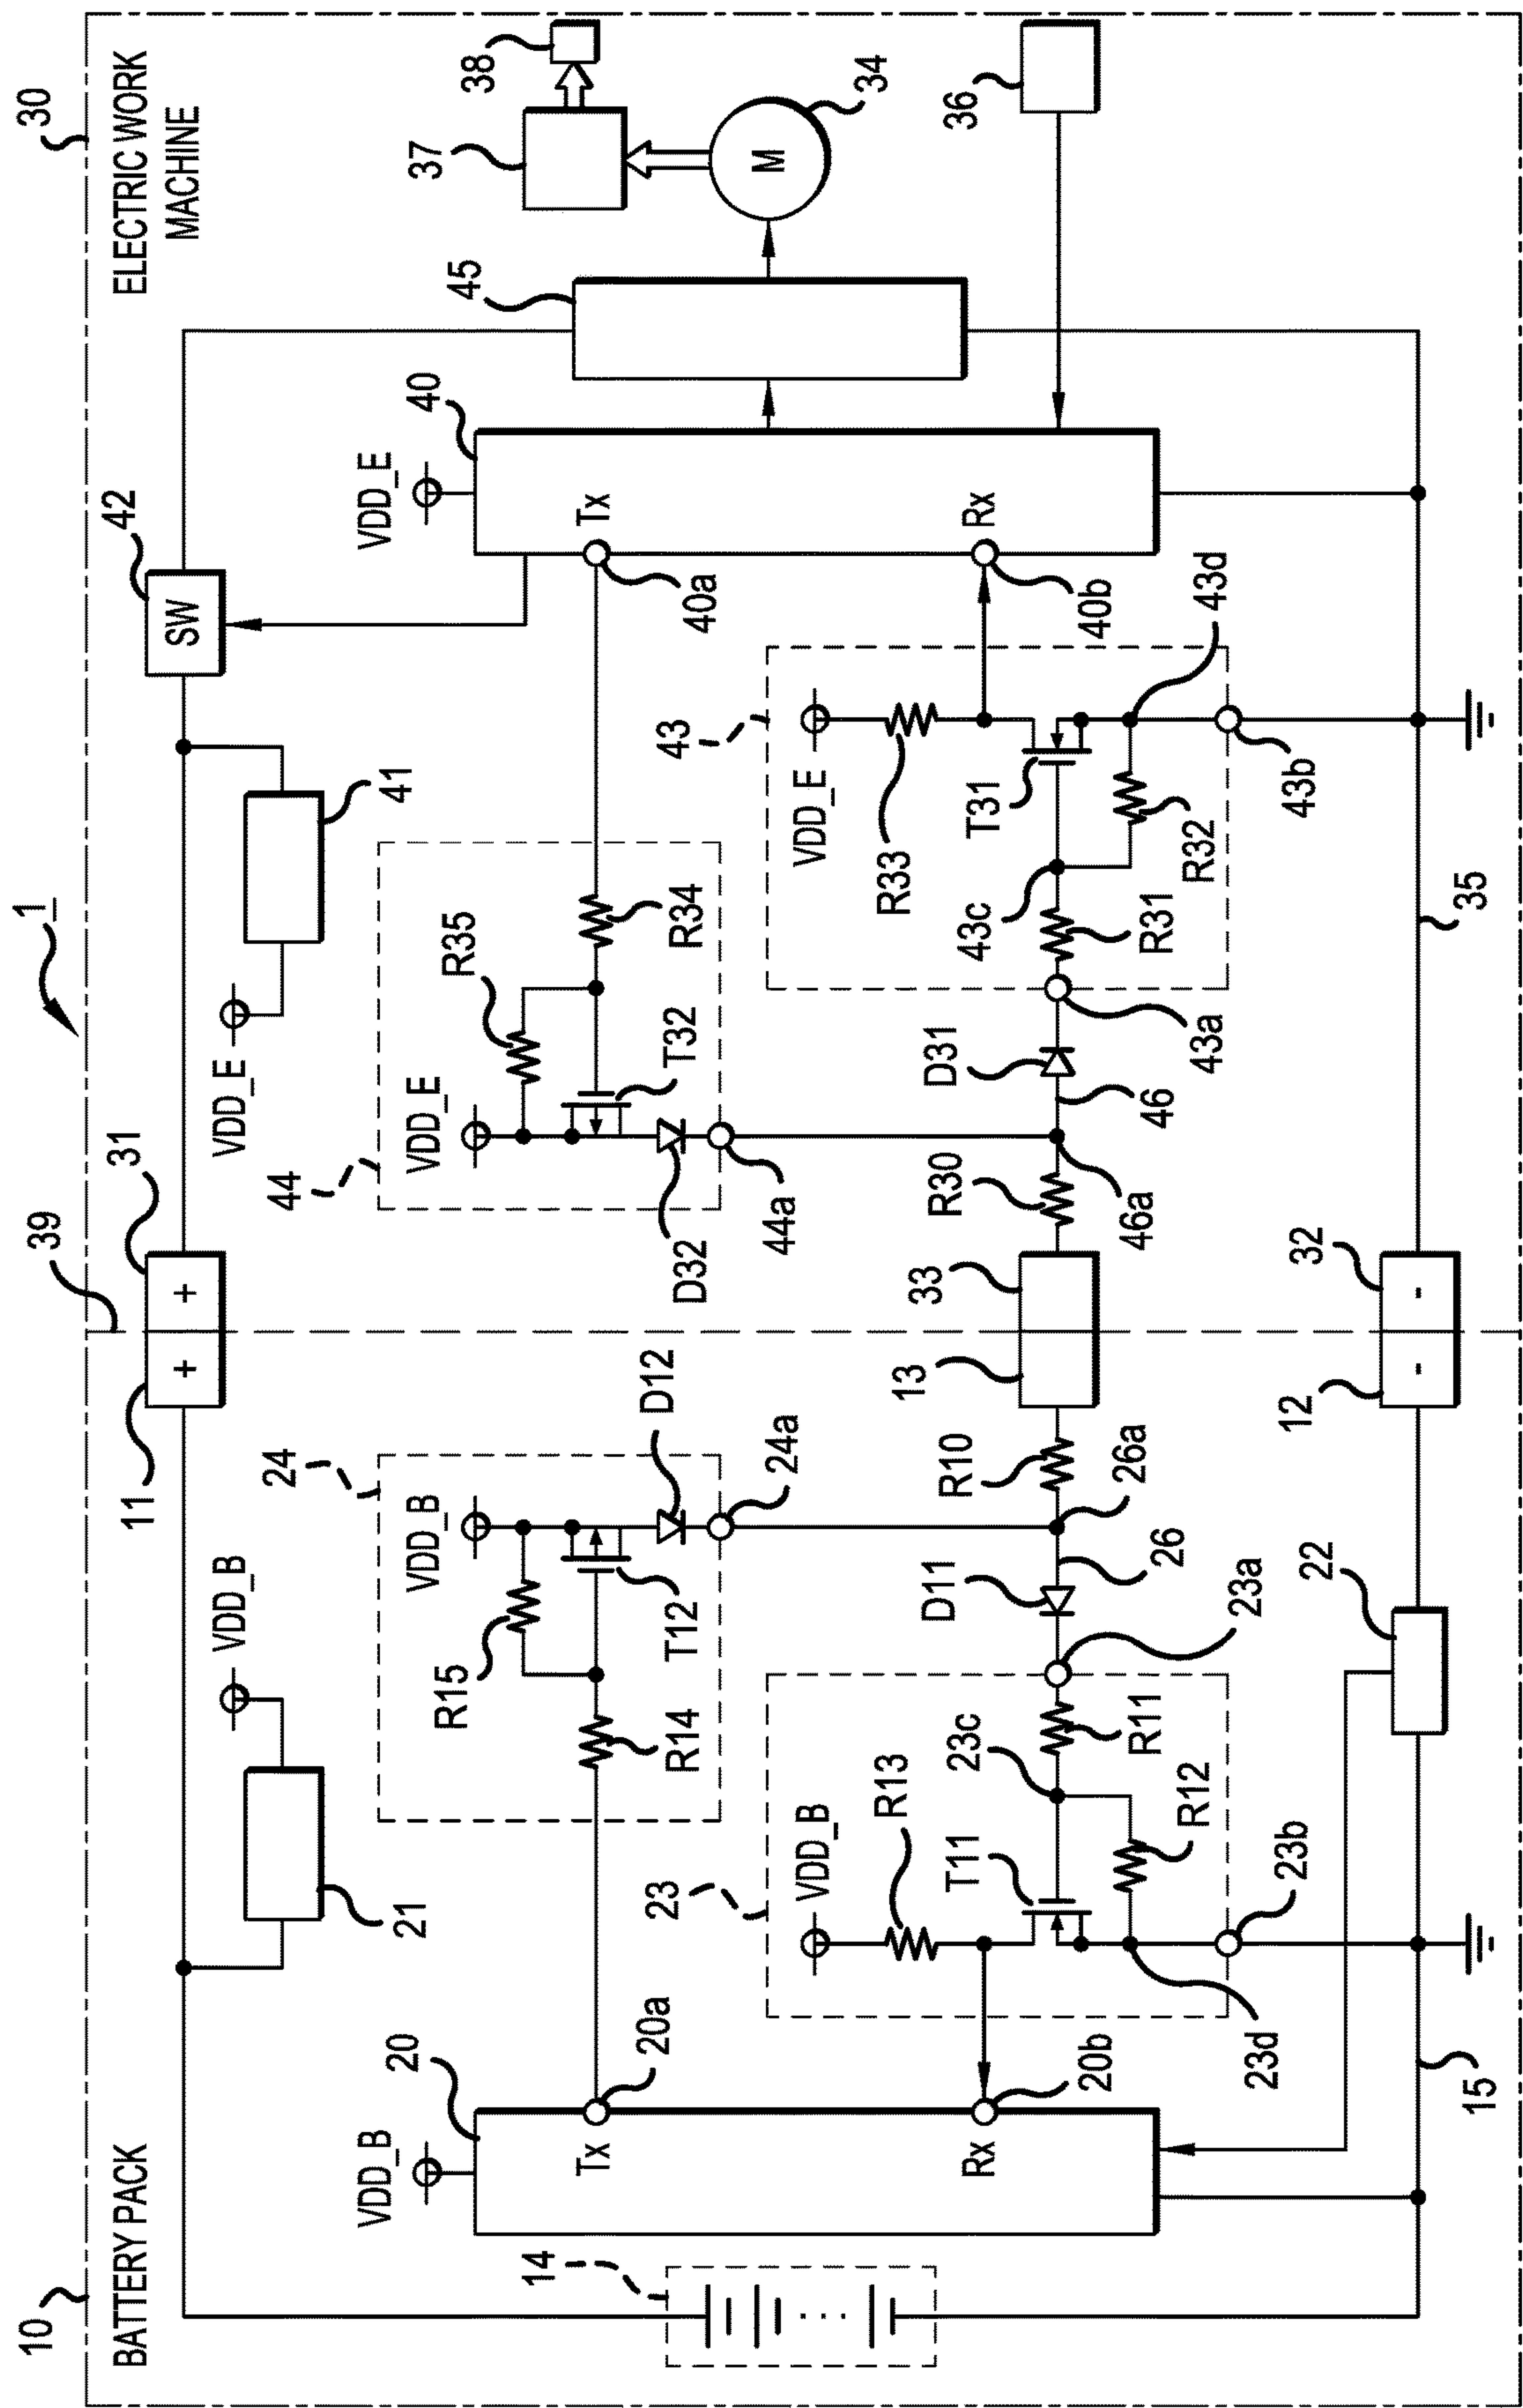 1
10
BATTERY PACK
30
ELECTRIC WORK
MACHINE
39
11
+
+
31
42
SW
21
VDD_B
VDD_E
41
38
37
34
M
45
36
14
20
VDD_B
Tx
20a
Rx
20b
24
VDD_B
R15
R14
T12
D12
24a
44
VDD_E
R35
R34
T32
D32
44a
40
VDD_E
Tx
40a
Rx
40b
23
VDD_B
R13
T11
23c
R11
R12
23d
23b
23a
D11
26
26a
R10
13
33
R30
46a
46
D31
43a
43
VDD_E
R33
T31
43c
R31
R32
43d
43b
15
22
12
-
-
32
35